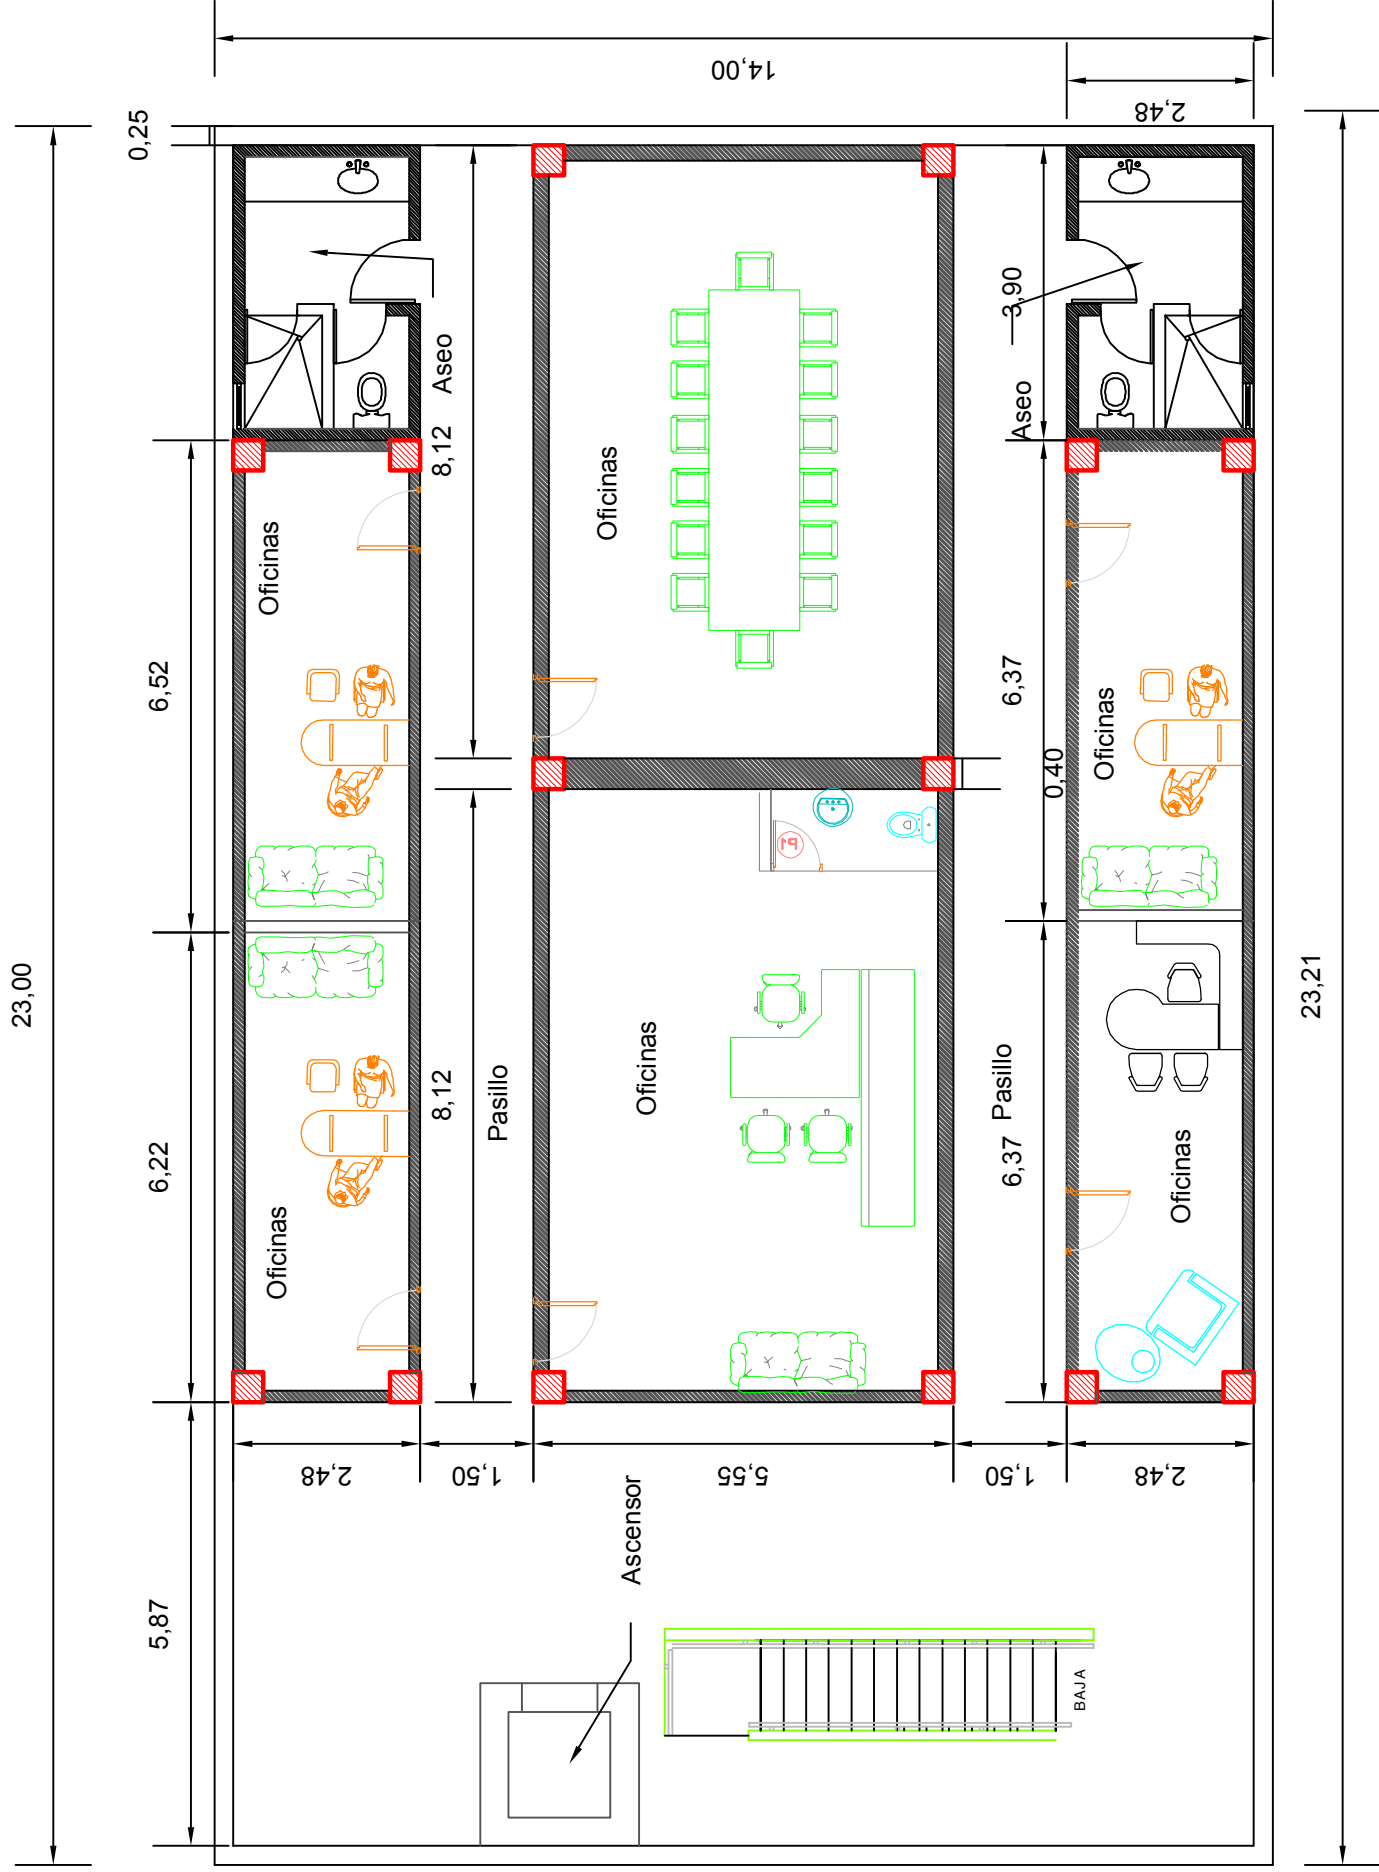 14,00
2,48
0,25
3,90
Aseo
Aseo
8,12
Oficinas
Oficinas
6,52
6,37
Oficinas
0,40
P1
23,00
23,21
Oficinas
8,12
Pasillo
6,37
Pasillo
6,22
Oficinas
Oficinas
2,48
1,50
5,55
1,50
2,48
Ascensor
5,87
BAJA